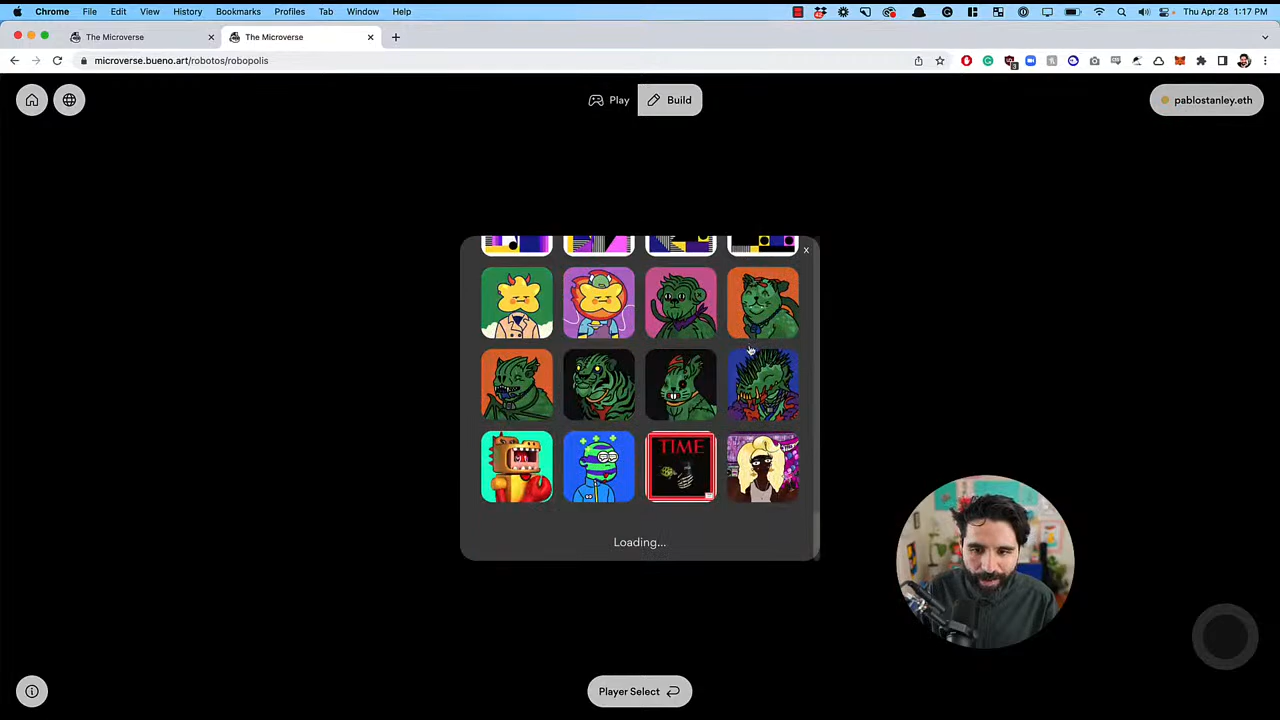 Chrome File Edit View History Bookmarks Profiles Tab Window Help Thu Apr 28 1:17 PM
The Microverse
The Microverse
microverse.bueno.art/robotos/robopolis
Play
Build
pablostanley.eth
x
TIME
Loading...
Player Select